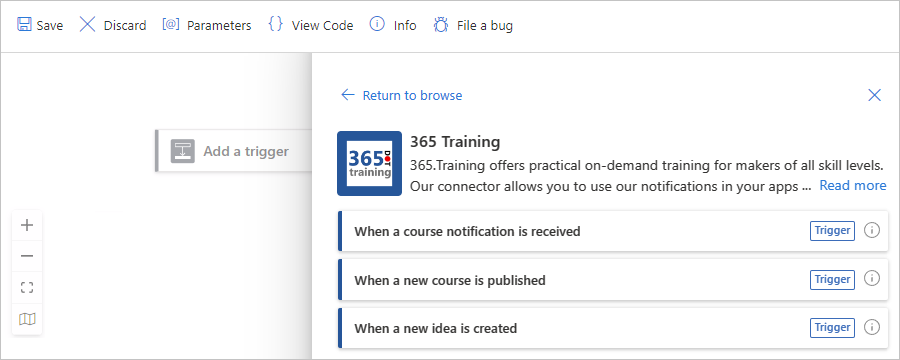 Save Discard Parameters View Code Info File a bug
Return to browse
Add a trigger
365 DOT training
365 Training
365.Training offers practical on-demand training for makers of all skill levels.
Our connector allows you to use our notifications in your apps ... Read more
When a course notification is received Trigger
When a new course is published Trigger
When a new idea is created Trigger